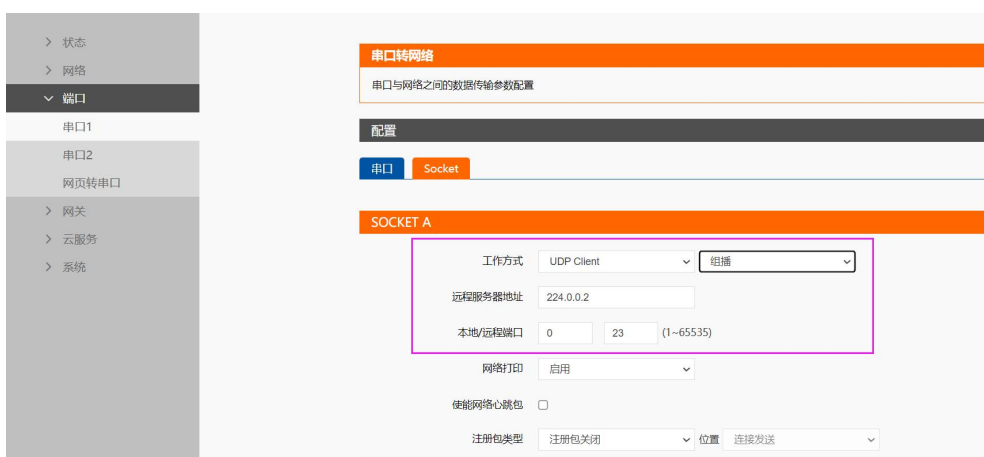 状态
网络
端口
串口1
串口2
网页转串口
网关
云服务
系统
串口转网络
串口与网络之间的数据传输参数配置
配置
串口 Socket
SOCKET A
工作方式 UDP Client 组播
远程服务器地址 224.0.0.2
本地/远程端口 0 23 (1~65535)
网络打印 启用
使能网络心跳包
注册包类型 注册包关闭 位置 连接发送